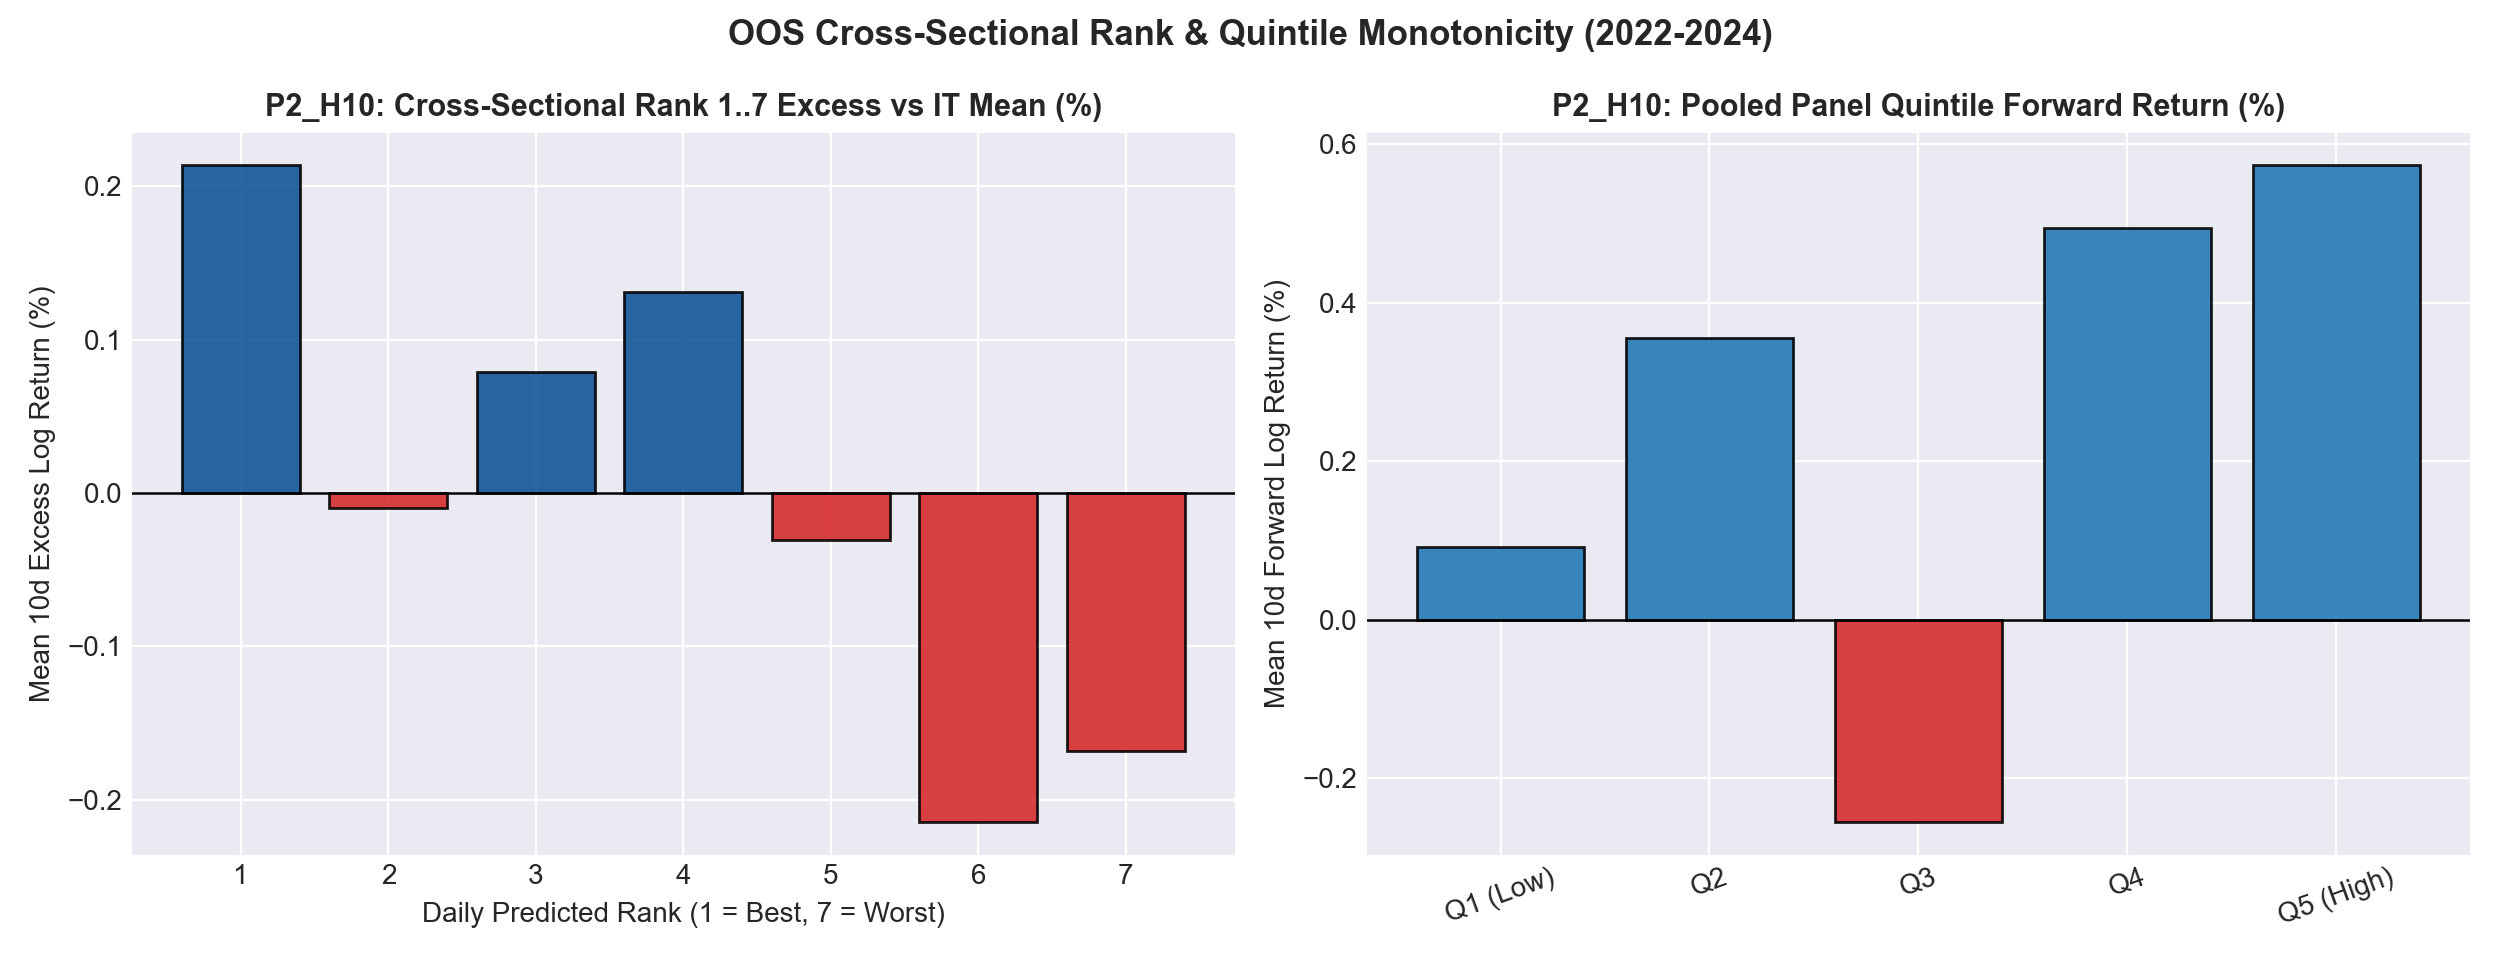 OOS Cross-Sectional Rank & Quintile Monotonicity (2022-2024)
P2_H10: Cross-Sectional Rank 1..7 Excess vs IT Mean (%)
Mean 10d Excess Log Return (%)
0.2
0.1
0.0
−0.1
−0.2
1 2 3 4 5 6 7
Daily Predicted Rank (1 = Best, 7 = Worst)
P2_H10: Pooled Panel Quintile Forward Return (%)
Mean 10d Forward Log Return (%)
0.6
0.4
0.2
0.0
−0.2
Q1 (Low) Q2 Q3 Q4 Q5 (High)